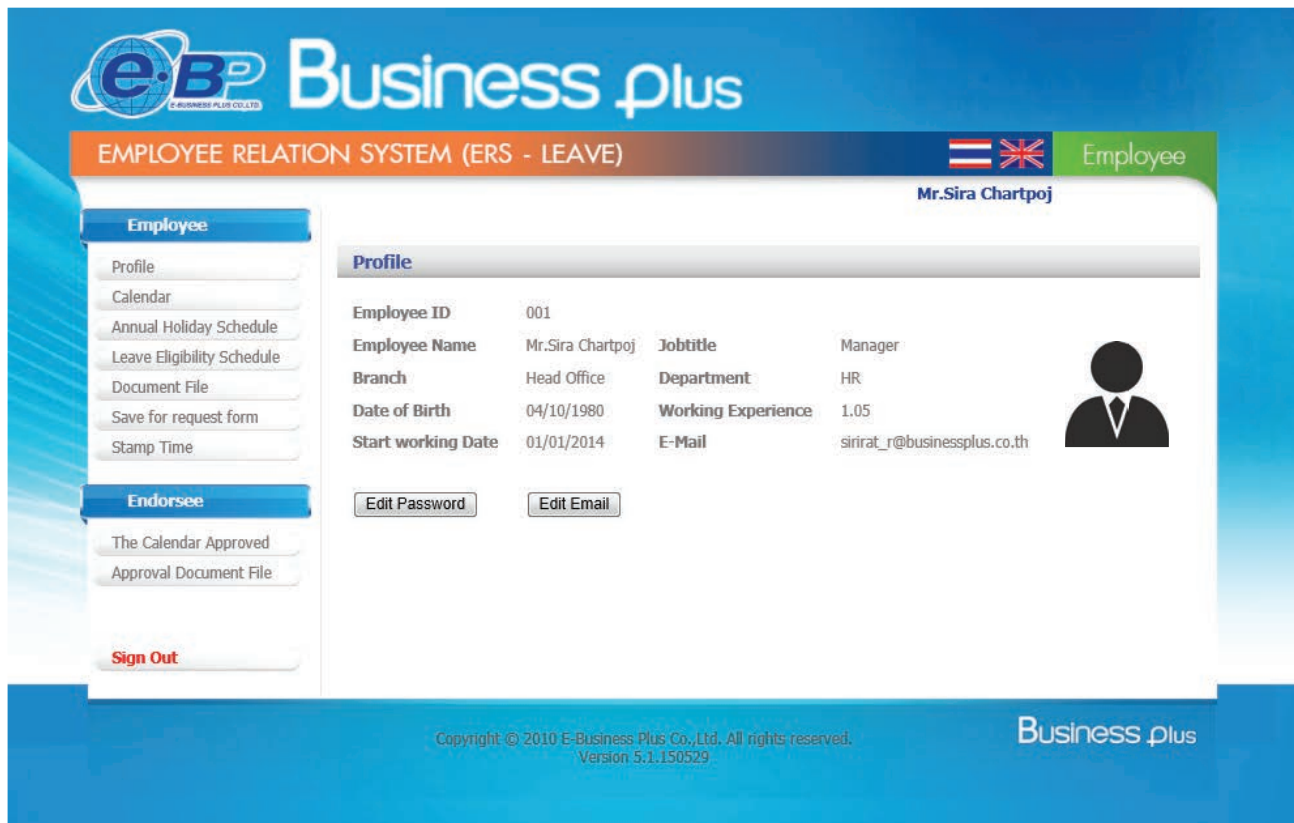 e·BP Business Plus
E-BUSINESS PLUS CO.,LTD.
EMPLOYEE RELATION SYSTEM (ERS - LEAVE)
Employee
Mr.Sira Chartpoj
Employee
Profile
Calendar
Annual Holiday Schedule
Leave Eligibility Schedule
Document File
Save for request form
Stamp Time
Endorsee
The Calendar Approved
Approval Document File
Sign Out
Profile
Employee ID 001
Employee Name Mr.Sira Chartpoj Jobtitle Manager
Branch Head Office Department HR
Date of Birth 04/10/1980 Working Experience 1.05
Start working Date 01/01/2014 E-Mail sirirat_r@businessplus.co.th
Edit Password Edit Email
Copyright © 2010 E-Business Plus Co.,Ltd. All rights reserved.
Version 5.1.150529
Business Plus